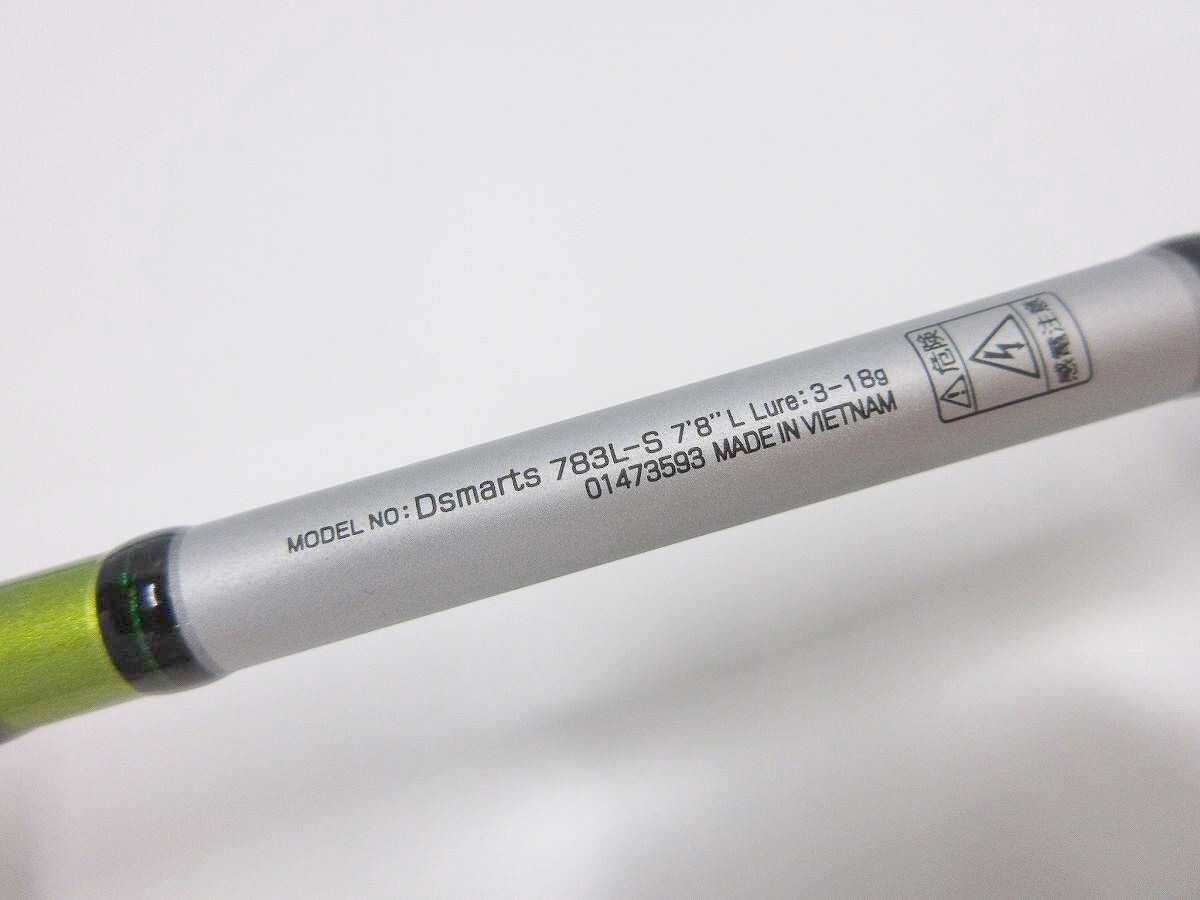 MODEL NO: Dsmarts 783L-S 7'8" L Lure:3-18g
01473593 MADE IN VIETNAM
危険
感電注意